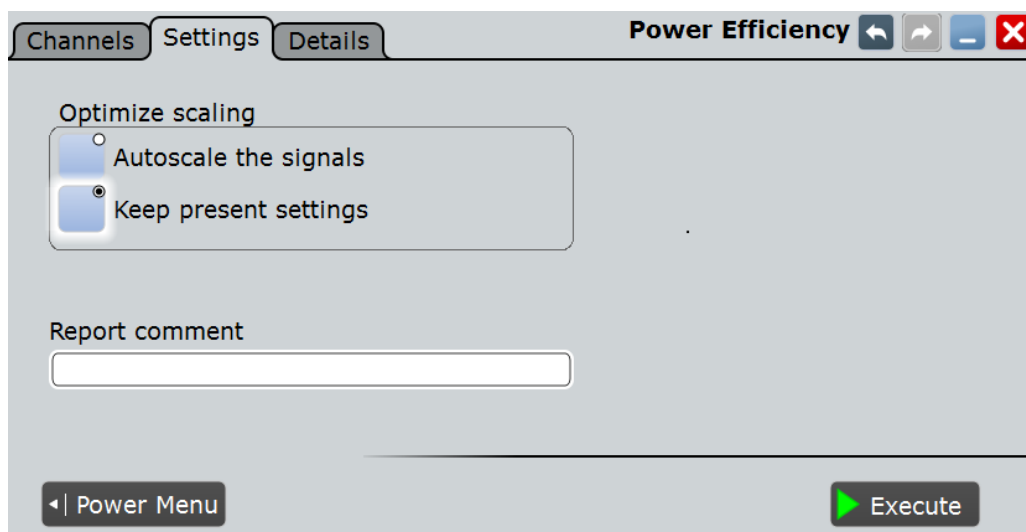 Channels Settings Details Power Efficiency
Optimize scaling
Autoscale the signals
Keep present settings
Report comment
Power Menu Execute